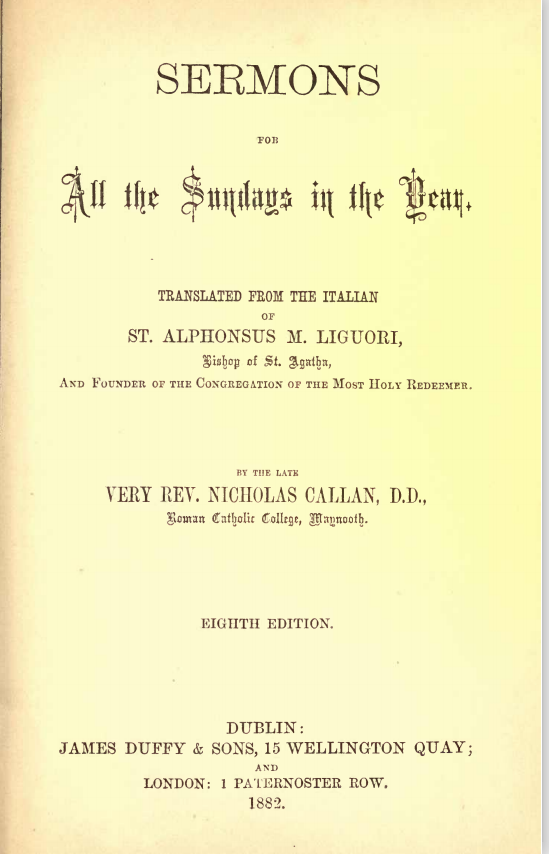 SERMONS
FOR
All the Sundays in the Year.
TRANSLATED FROM THE ITALIAN
OF
ST. ALPHONSUS M. LIGUORI,
Bishop of St. Agatha,
AND FOUNDER OF THE CONGREGATION OF THE MOST HOLY REDEEMER.
BY THE LATE
VERY REV. NICHOLAS CALLAN, D.D.,
Roman Catholic College, Maynooth.
EIGHTH EDITION.
DUBLIN:
JAMES DUFFY & SONS, 15 WELLINGTON QUAY;
AND
LONDON: 1 PATERNOSTER ROW.
1882.